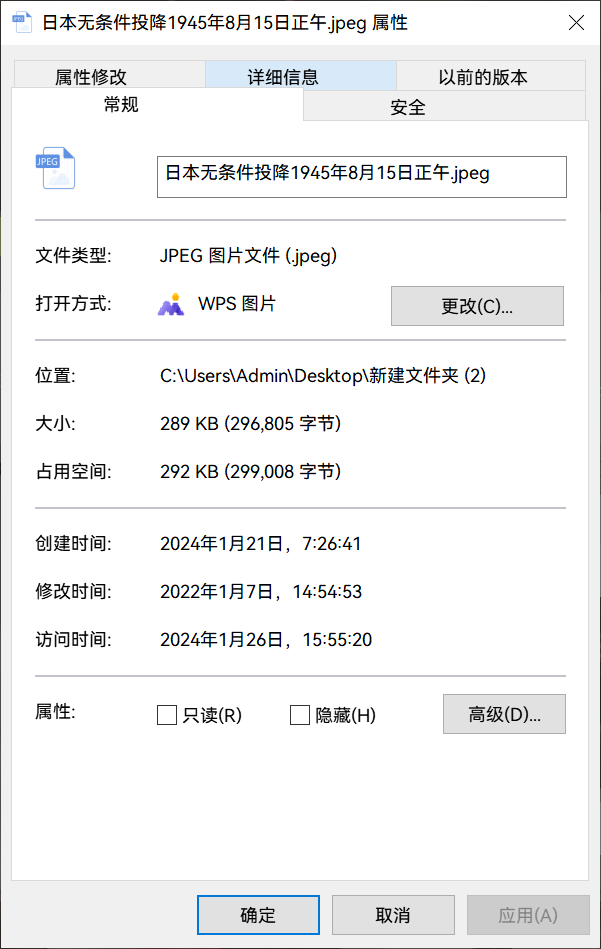 日本无条件投降1945年8月15日正午.jpeg 属性
属性修改 详细信息 以前的版本
常规 安全
JPEG
日本无条件投降1945年8月15日正午.jpeg
文件类型: JPEG 图片文件 (.jpeg)
打开方式: WPS 图片 更改(C)...
位置: C:\Users\Admin\Desktop\新建文件夹 (2)
大小: 289 KB (296,805 字节)
占用空间: 292 KB (299,008 字节)
创建时间: 2024年1月21日，7:26:41
修改时间: 2022年1月7日，14:54:53
访问时间: 2024年1月26日，15:55:20
属性: 只读(R) 隐藏(H) 高级(D)...
确定 取消 应用(A)